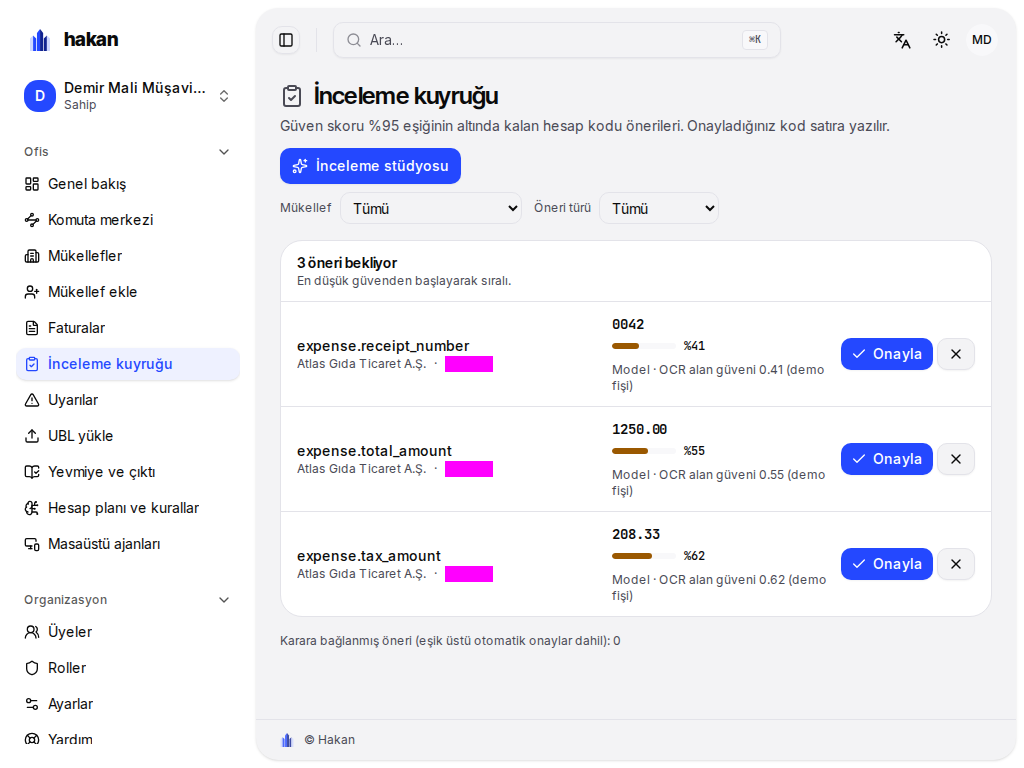 hakan
Ara...
⌘K
MD
D
Demir Mali Müşavi...
Sahip
Ofis
Genel bakış
Komuta merkezi
Mükellefler
Mükellef ekle
Faturalar
İnceleme kuyruğu
Uyarılar
UBL yükle
Yevmiye ve çıktı
Hesap planı ve kurallar
Masaüstü ajanları
Organizasyon
Üyeler
Roller
Ayarlar
Yardım
İnceleme kuyruğu
Güven skoru %95 eşiğinin altında kalan hesap kodu önerileri. Onayladığınız kod satıra yazılır.
İnceleme stüdyosu
Mükellef Tümü Öneri türü Tümü
3 öneri bekliyor
En düşük güvenden başlayarak sıralı.
expense.receipt_number
Atlas Gıda Ticaret A.Ş. ·
0042
%41
Model · OCR alan güveni 0.41 (demo
fişi)
Onayla
expense.total_amount
Atlas Gıda Ticaret A.Ş. ·
1250.00
%55
Model · OCR alan güveni 0.55 (demo
fişi)
Onayla
expense.tax_amount
Atlas Gıda Ticaret A.Ş. ·
208.33
%62
Model · OCR alan güveni 0.62 (demo
fişi)
Onayla
Karara bağlanmış öneri (eşik üstü otomatik onaylar dahil): 0
© Hakan